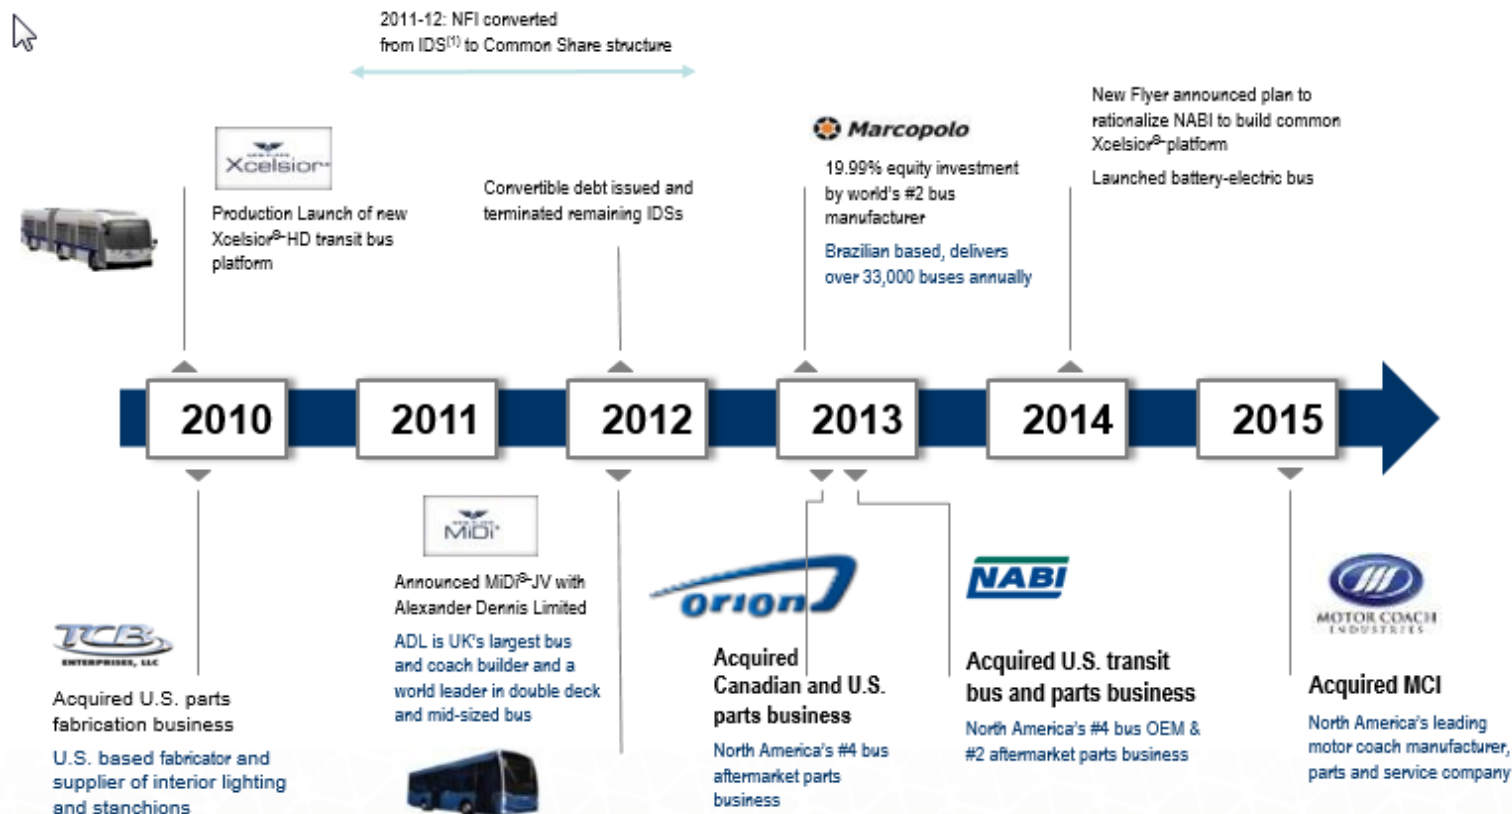 2011-12: NFI converted
from IDS(1) to Common Share structure
NEW FLYER
Xcelsior
Production Launch of new
Xcelsior®-HD transit bus
platform
Convertible debt issued and
terminated remaining IDSs
Marcopolo
19.99% equity investment
by world's #2 bus
manufacturer
Brazilian based, delivers
over 33,000 buses annually
New Flyer announced plan to
rationalize NABI to build common
Xcelsior®-platform
Launched battery-electric bus
2010
2011
2012
2013
2014
2015
TCB
ENTERPRISES, LLC
Acquired U.S. parts
fabrication business
U.S. based fabricator and
supplier of interior lighting
and stanchions
NEW FLYER
MiDi
Announced MiDi®-JV with
Alexander Dennis Limited
ADL is UK's largest bus
and coach builder and a
world leader in double deck
and mid-sized bus
orion
Acquired
Canadian and U.S.
parts business
North America's #4 bus
aftermarket parts
business
NABI
Acquired U.S. transit
bus and parts business
North America's #4 bus OEM &
#2 aftermarket parts business
MOTOR COACH
INDUSTRIES
Acquired MCI
North America's leading
motor coach manufacturer,
parts and service company